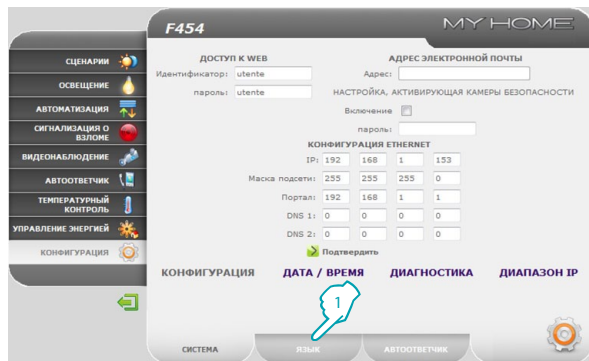 F454
MY HOME
СЦЕНАРИИ
ОСВЕЩЕНИЕ
АВТОМАТИЗАЦИЯ
СИГНАЛИЗАЦИЯ О
ВЗЛОМЕ
ВИДЕОНАБЛЮДЕНИЕ
АВТООТВЕТЧИК
ТЕМПЕРАТУРНЫЙ
КОНТРОЛЬ
УПРАВЛЕНИЕ ЭНЕРГИЕЙ
КОНФИГУРАЦИЯ
ДОСТУП К WEB
Идентификатор: utente
пароль: utente
АДРЕС ЭЛЕКТРОННОЙ ПОЧТЫ
Адрес:
НАСТРОЙКА, АКТИВИРУЮЩАЯ КАМЕРЫ БЕЗОПАСНОСТИ
Включение
пароль:
КОНФИГУРАЦИЯ ETHERNET
IP: 192 168 1 153
Маска подсети: 255 255 255 0
Портал: 192 168 1 1
DNS 1: 0 0 0 0
DNS 2: 0 0 0 0
Подтвердить
КОНФИГУРАЦИЯ ДАТА / ВРЕМЯ ДИАГНОСТИКА ДИАПАЗОН IP
1
СИСТЕМА ЯЗЫК АВТООТВЕТЧИК